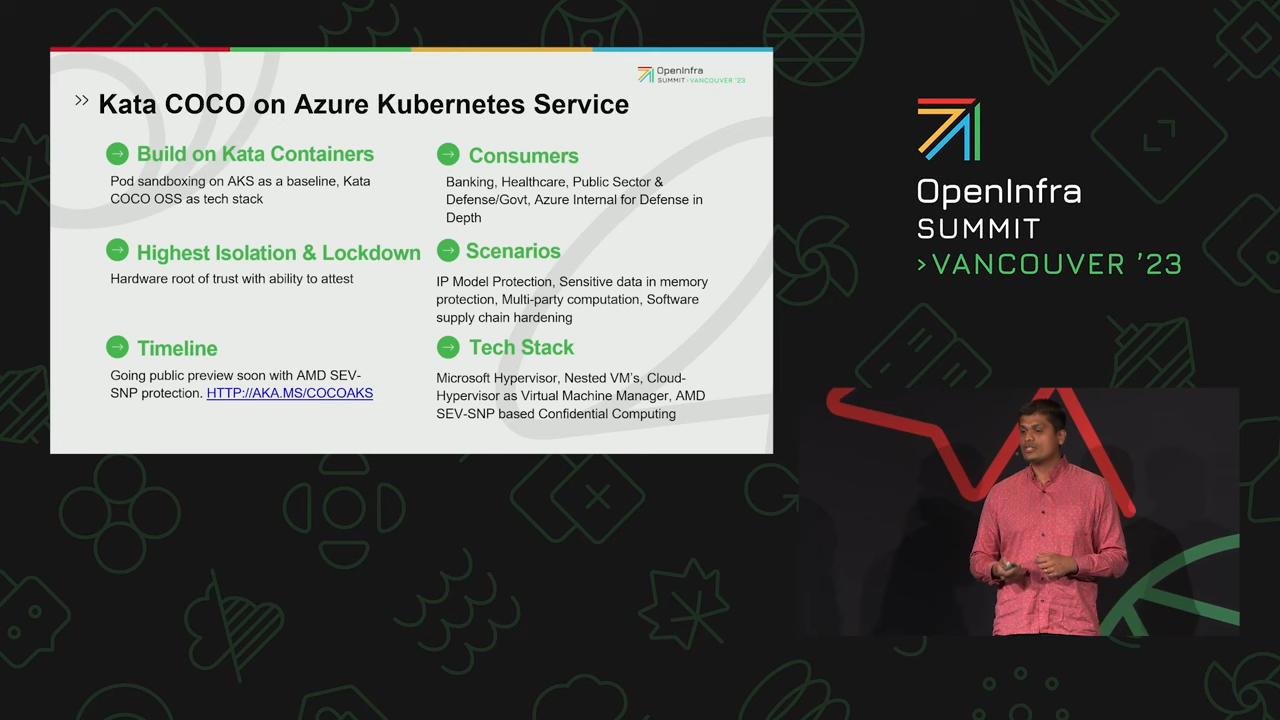 OpenInfra
SUMMIT >VANCOUVER '23
>> Kata COCO on Azure Kubernetes Service
Build on Kata Containers
Pod sandboxing on AKS as a baseline, Kata
COCO OSS as tech stack
Highest Isolation & Lockdown
Hardware root of trust with ability to attest
Timeline
Going public preview soon with AMD SEV-
SNP protection. HTTP://AKA.MS/COCOAKS
Consumers
Banking, Healthcare, Public Sector &
Defense/Govt, Azure Internal for Defense in
Depth
Scenarios
IP Model Protection, Sensitive data in memory
protection, Multi-party computation, Software
supply chain hardening
Tech Stack
Microsoft Hypervisor, Nested VM's, Cloud-
Hypervisor as Virtual Machine Manager, AMD
SEV-SNP based Confidential Computing
OpenInfra
SUMMIT
>VANCOUVER '23